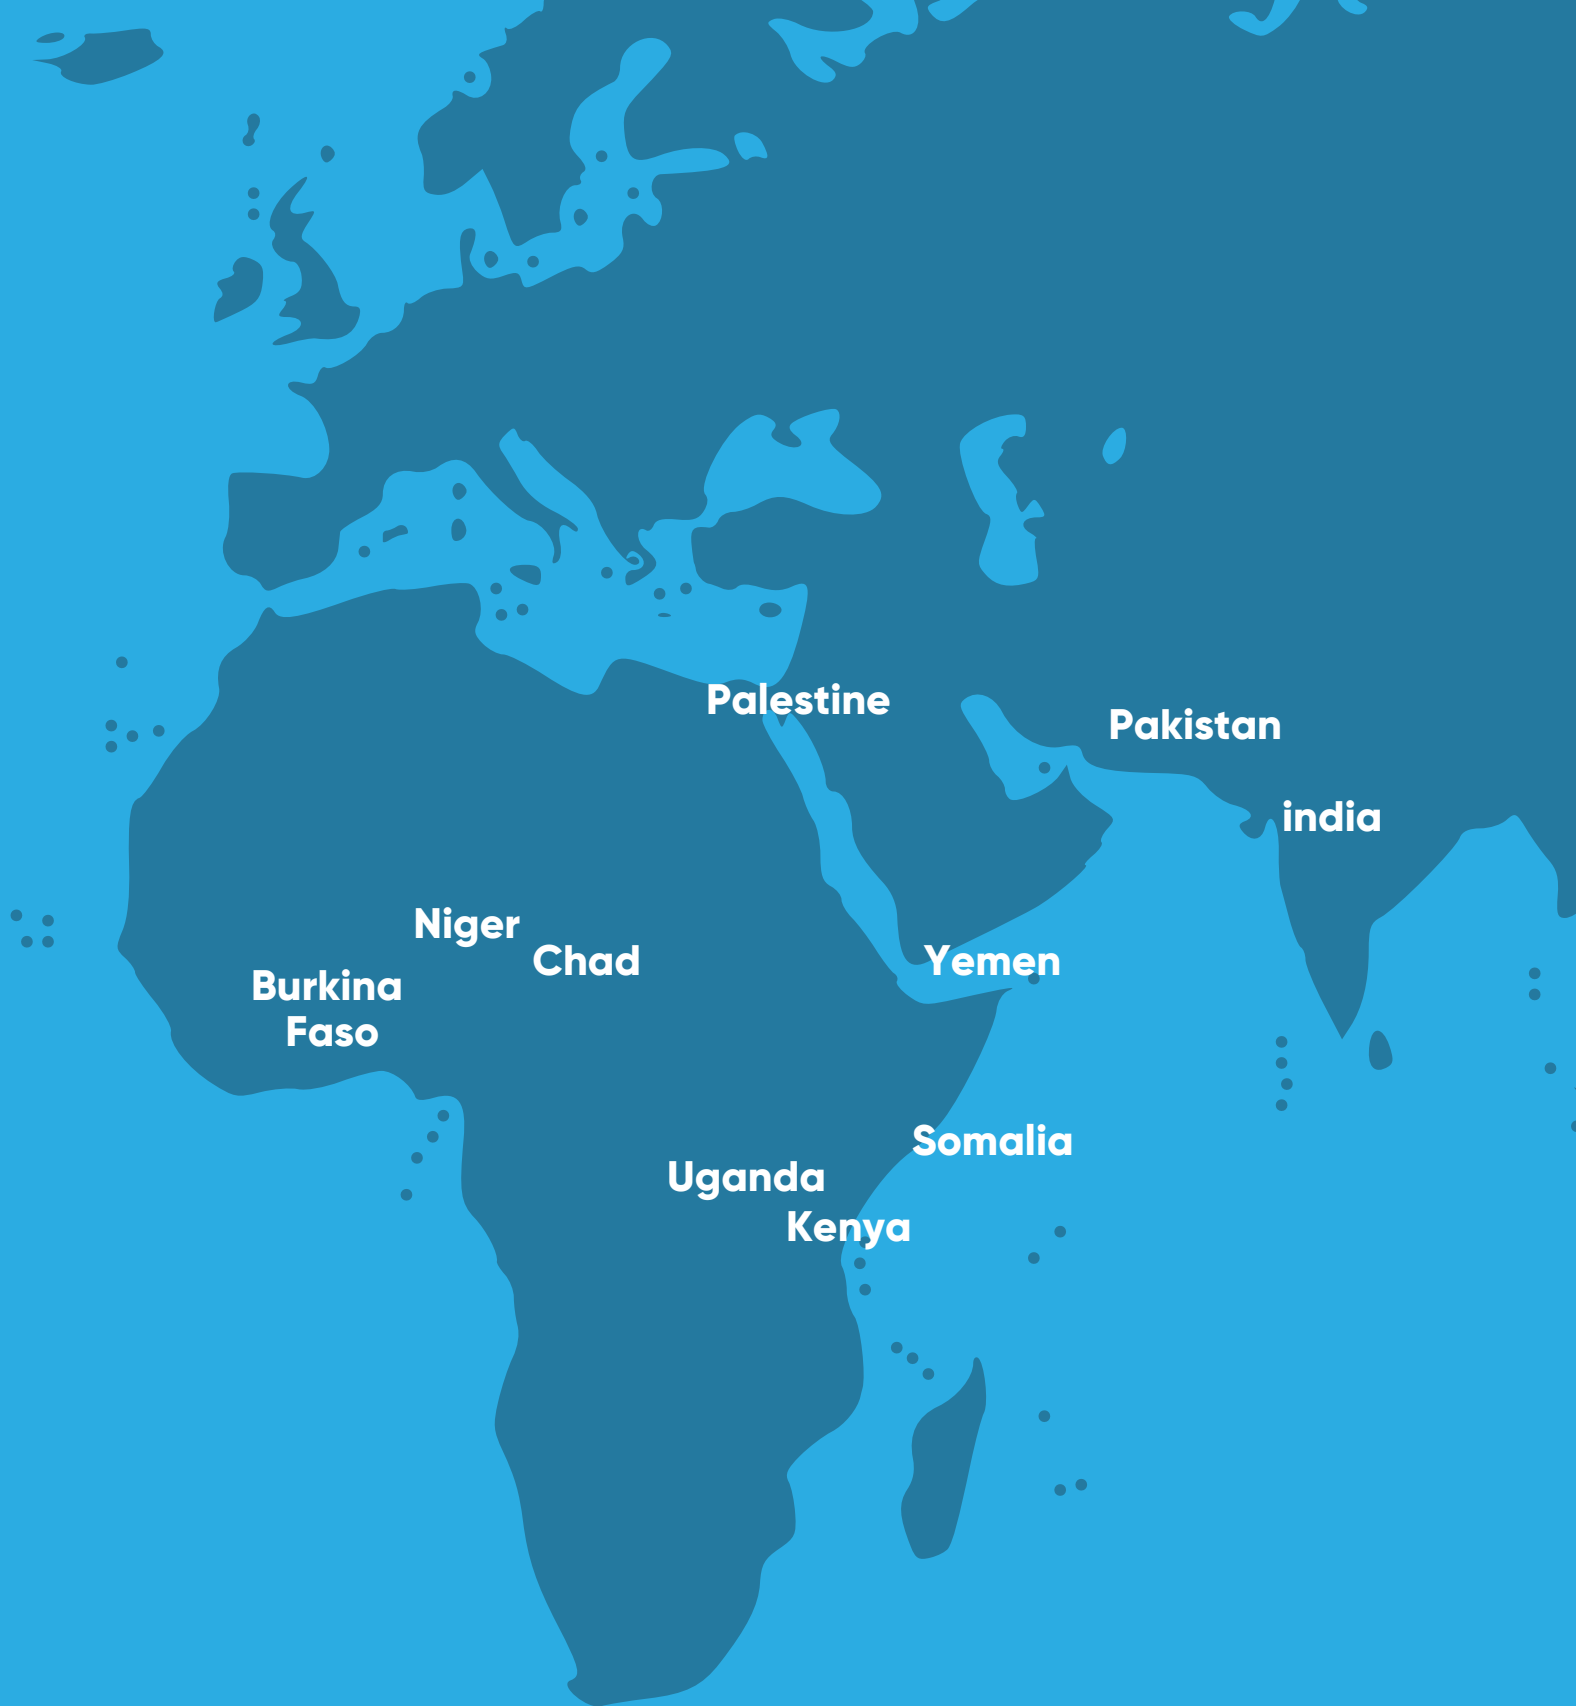 Palestine
Pakistan
india
Niger
Chad
Burkina
Faso
Yemen
Somalia
Uganda
Kenya